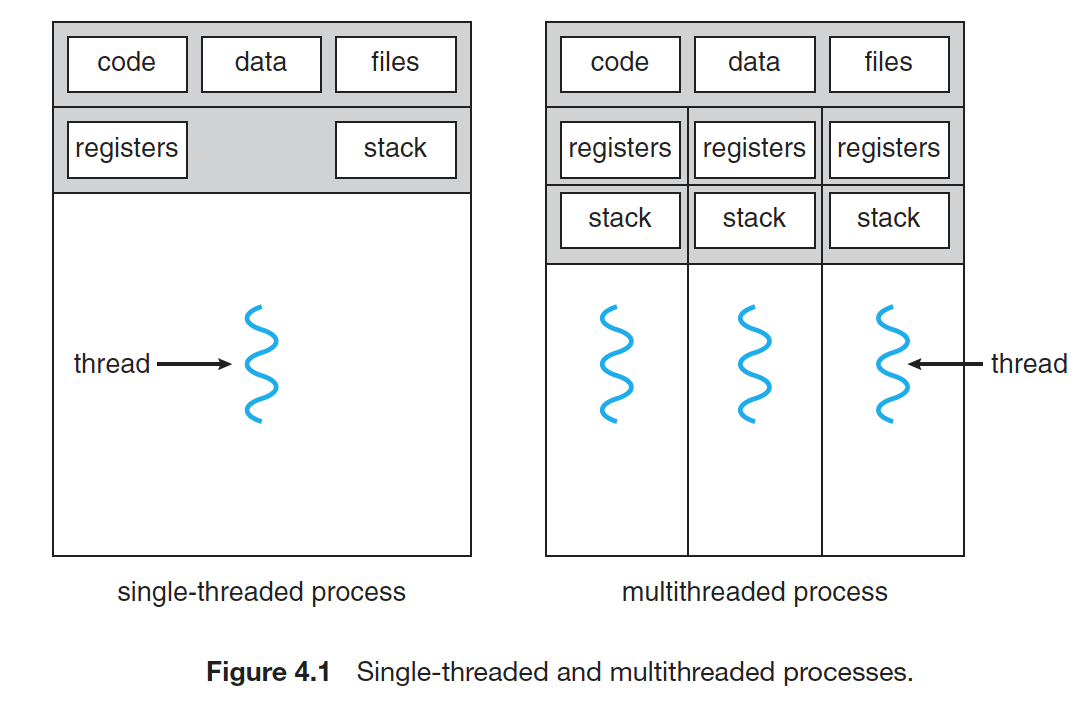 code data files
registers stack
thread
single-threaded process
code data files
registers registers registers
stack stack stack
thread
multithreaded process
Figure 4.1 Single-threaded and multithreaded processes.